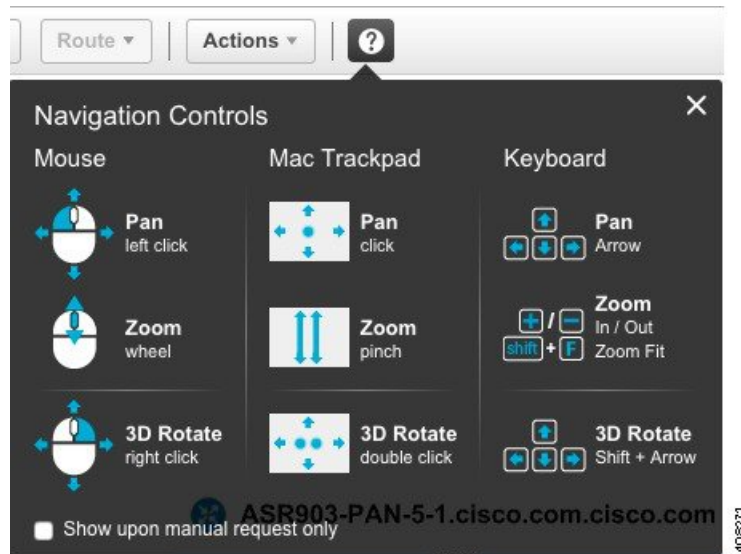 Route
Actions
?
Navigation Controls
Mouse
Mac Trackpad
Keyboard
Pan
left click
Pan
click
Pan
Arrow
Zoom
wheel
Zoom
pinch
+ / −
shift + F
Zoom
In / Out
Zoom Fit
3D Rotate
right click
3D Rotate
double click
3D Rotate
Shift + Arrow
ASR903-PAN-5-1.cisco.com.cisco.com
Show upon manual request only